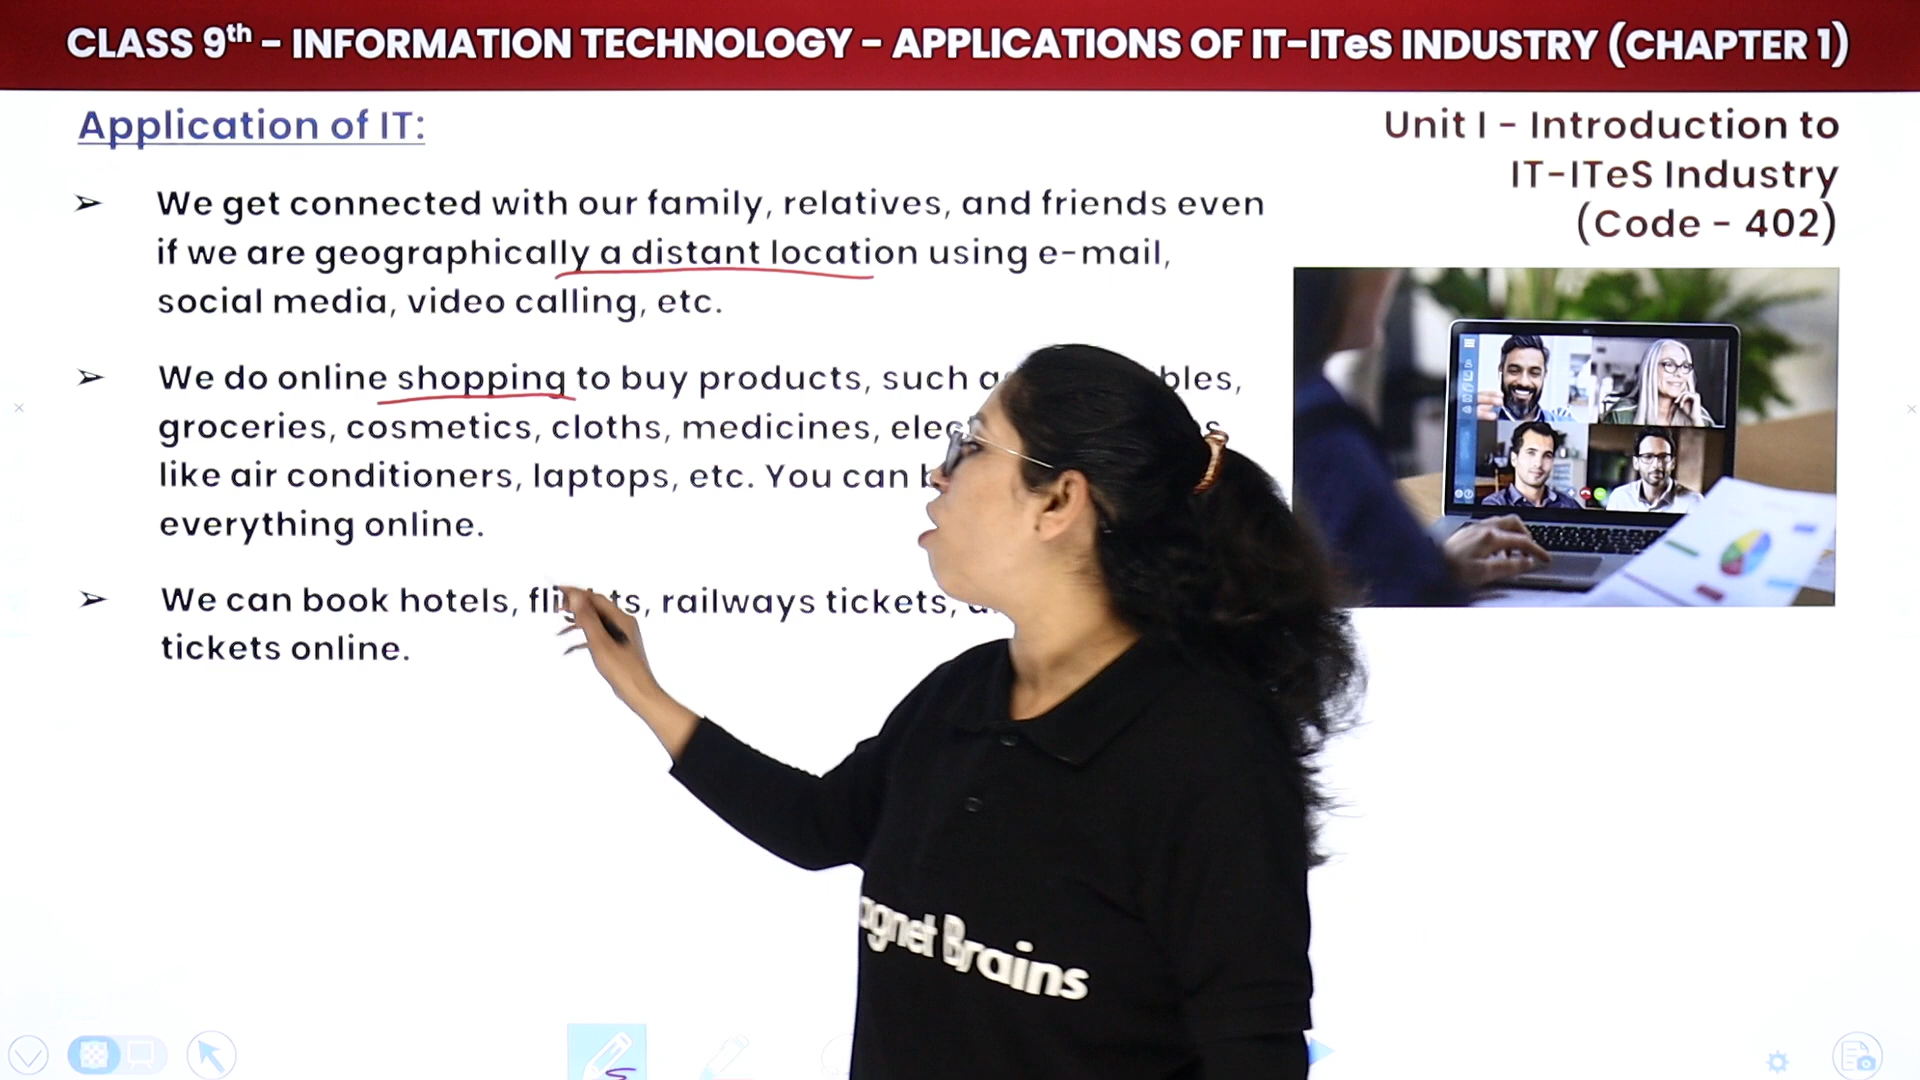 CLASS 9th - INFORMATION TECHNOLOGY - APPLICATIONS OF IT-ITeS INDUSTRY (CHAPTER 1)
Application of IT:
Unit I - Introduction to
IT-ITeS Industry
(Code - 402)
➢ We get connected with our family, relatives, and friends even
if we are geographically a distant location using e-mail,
social media, video calling, etc.
➢ We do online shopping to buy products, such
groceries, cosmetics, cloths, medicines,
like air conditioners, laptops, etc. You can
everything online.
➢ We can book hotels, flights, railways tickets,
tickets online.
agnet Brains